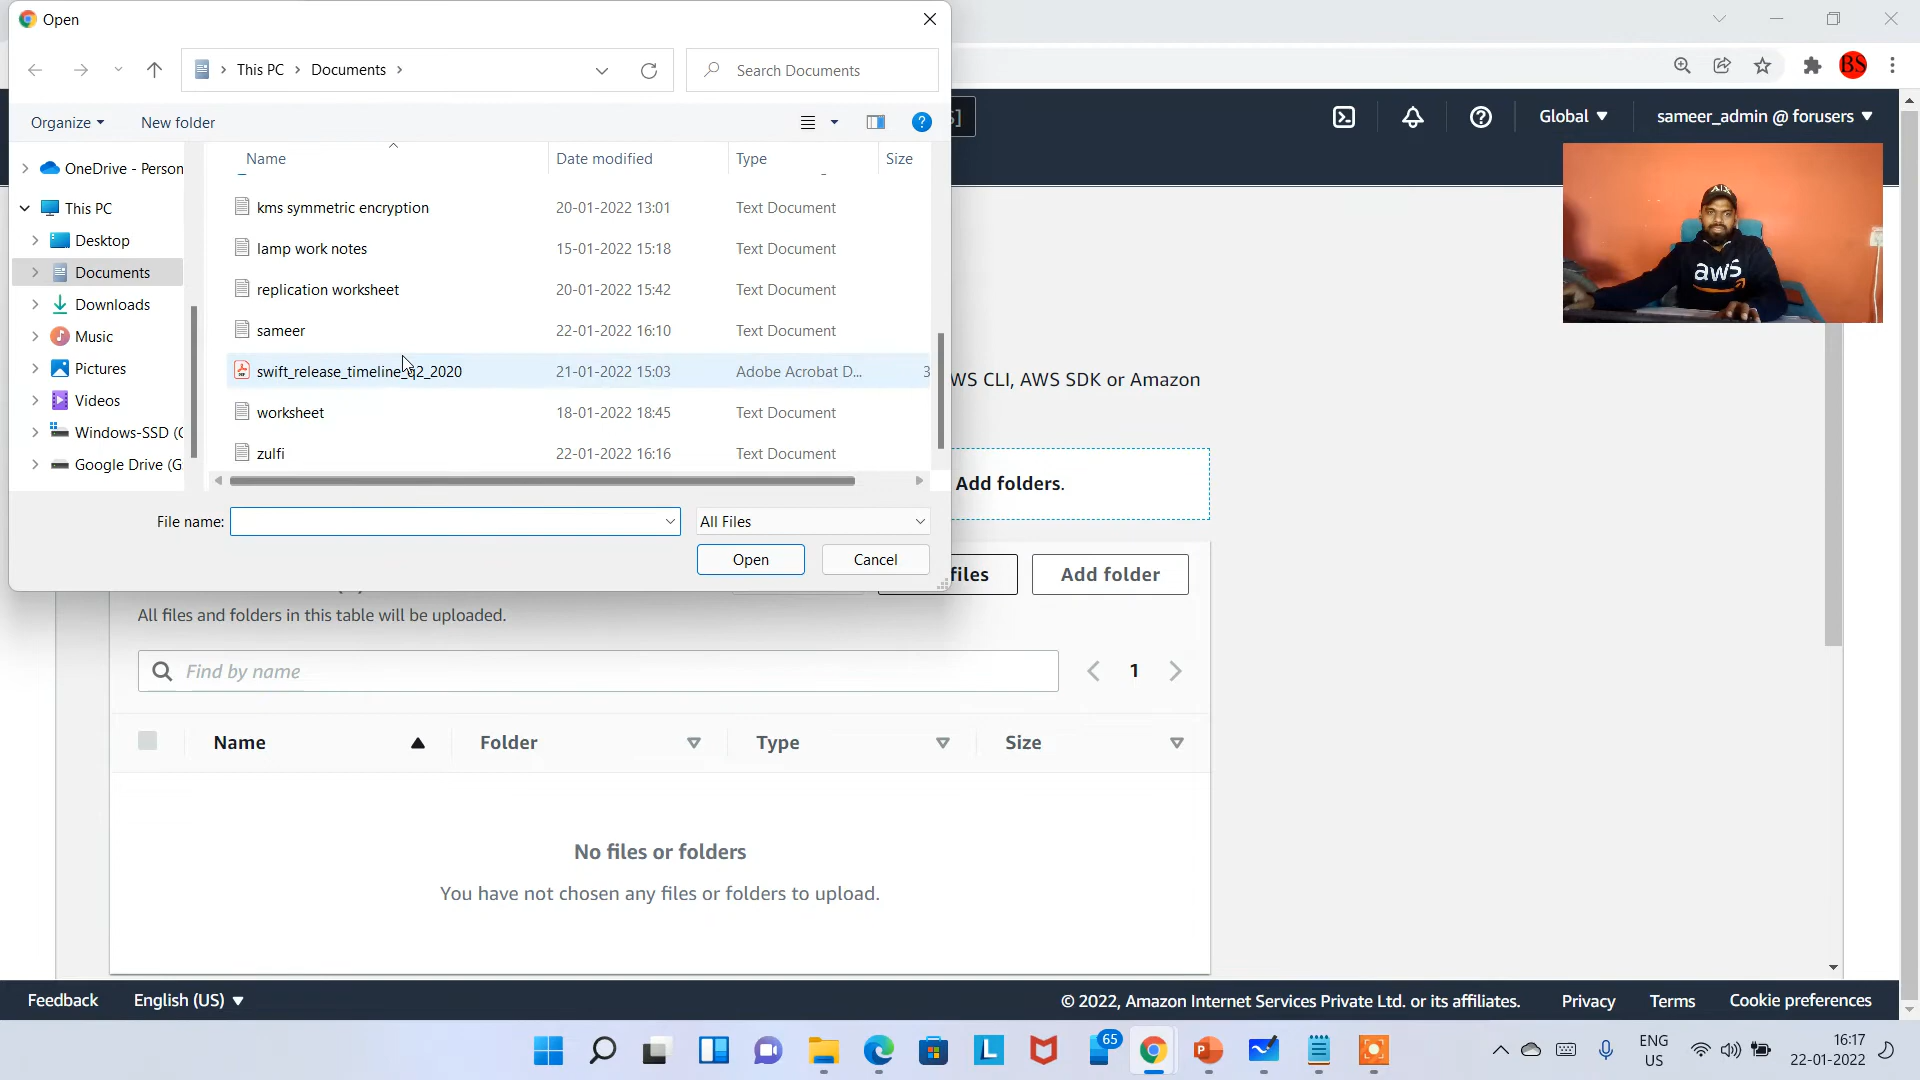 Open
This PC > Documents >
Search Documents
Organize
New folder
?
Name
Date modified
Type
Size
OneDrive - Person
This PC
Desktop
Documents
Downloads
Music
Pictures
Videos
Windows-SSD (C
Google Drive (G:
kms symmetric encryption 20-01-2022 13:01 Text Document
lamp work notes 15-01-2022 15:18 Text Document
replication worksheet 20-01-2022 15:42 Text Document
sameer 22-01-2022 16:10 Text Document
swift_release_timeline_q2_2020 21-01-2022 15:03 Adobe Acrobat D... 3
worksheet 18-01-2022 18:45 Text Document
zulfi 22-01-2022 16:16 Text Document
File name:
All Files
Open
Cancel
BS
S]
Global
sameer_admin @ forusers
aws
WS CLI, AWS SDK or Amazon
Add folders.
files
Add folder
All files and folders in this table will be uploaded.
Find by name
1
Name
Folder
Type
Size
No files or folders
You have not chosen any files or folders to upload.
Feedback
English (US)
© 2022, Amazon Internet Services Private Ltd. or its affiliates.
Privacy
Terms
Cookie preferences
65
ENG
US
16:17
22-01-2022